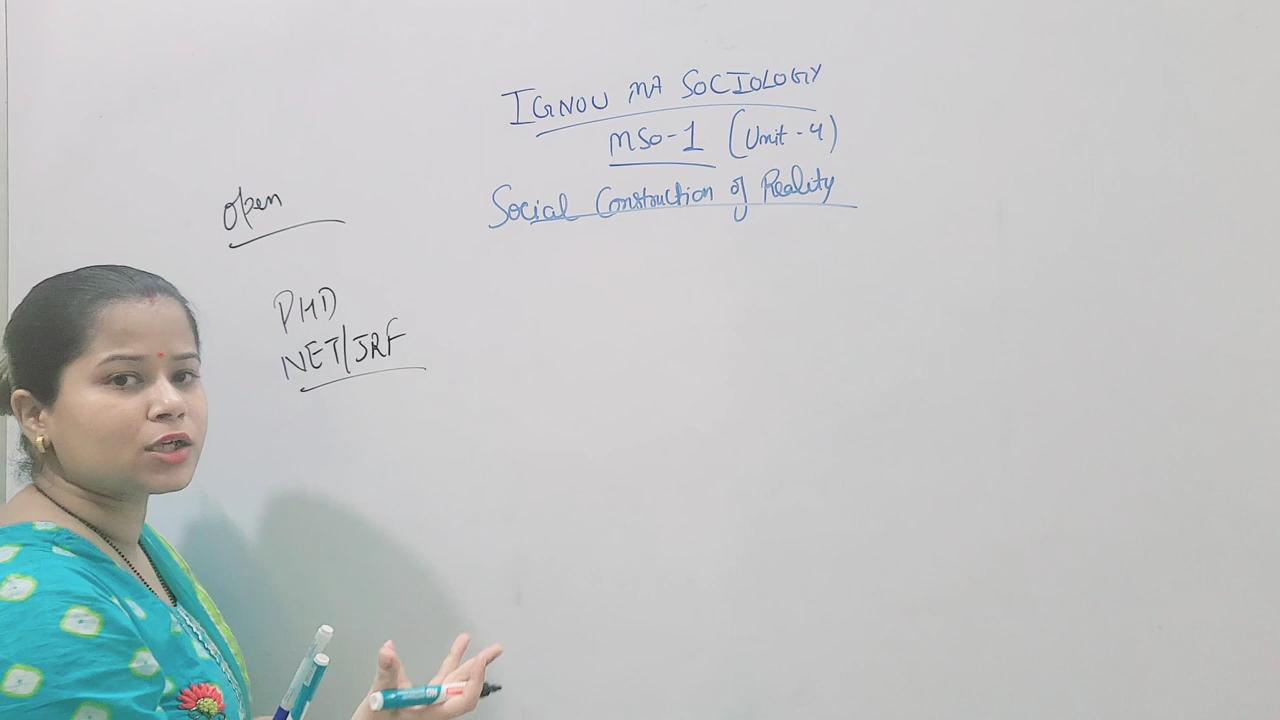 IGNOU MA SOCIOLOGY
MSO-1 (Unit-4)
Social Construction of Reality
open
PHD
NET/JRF